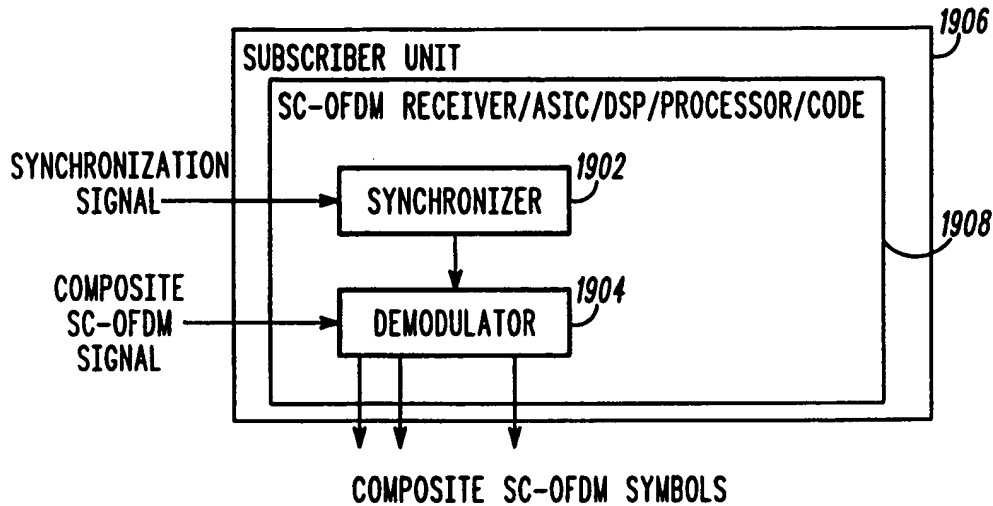 1906
SUBSCRIBER UNIT
SC-OFDM RECEIVER/ASIC/DSP/PROCESSOR/CODE
SYNCHRONIZATION
SIGNAL
1902
SYNCHRONIZER
1908
COMPOSITE
SC-OFDM
SIGNAL
1904
DEMODULATOR
COMPOSITE SC-OFDM SYMBOLS